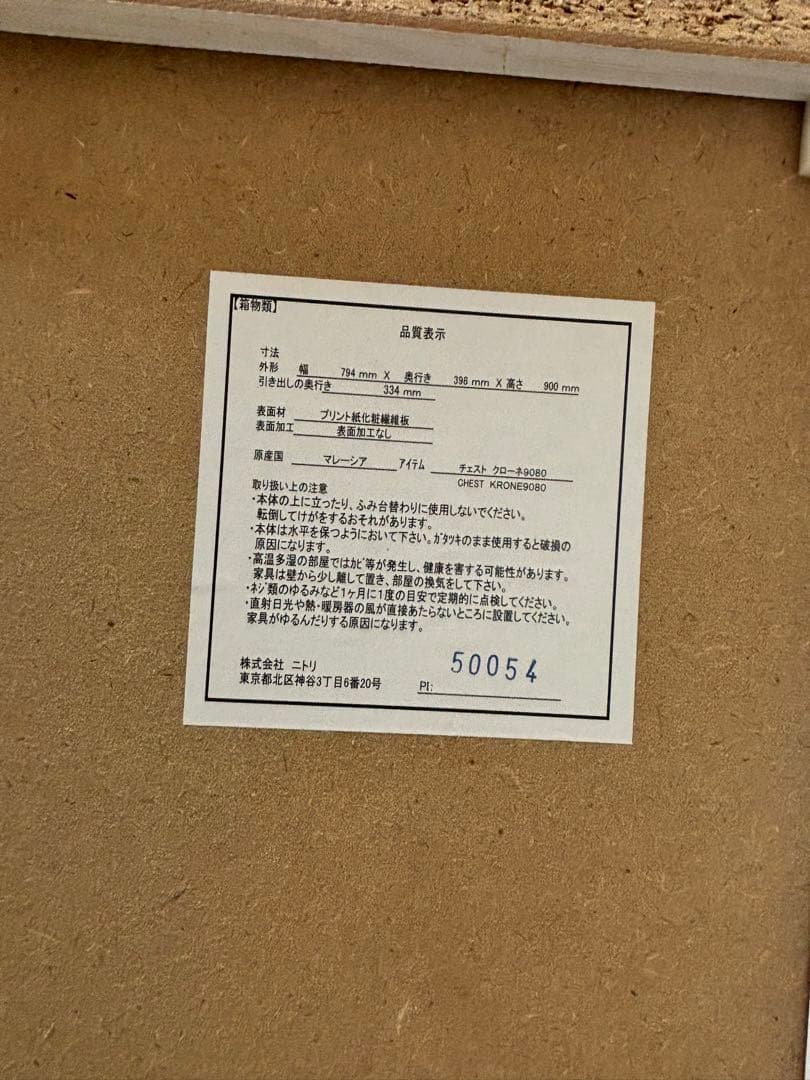 【箱物類】
品質表示
寸法
外形 幅 794 mm X 奥行き 398 mm X 高さ 900 mm
引き出しの奥行き 334 mm
表面材 プリント紙化粧繊維板
表面加工 表面加工なし
原産国 マレーシア アイテム チェスト クローネ9080
CHEST KRONE9080
取り扱い上の注意
・本体の上に立ったり、ふみ台替わりに使用しないでください。
転倒してけがをするおそれがあります。
・本体は水平を保つようにおいて下さい。ｶﾞﾀﾂｷのまま使用すると破損の
原因になります。
・高温多湿の部屋ではｶﾋﾞ等が発生し、健康を害する可能性があります。
家具は壁から少し離して置き、部屋の換気をして下さい。
・ネジ類のゆるみなど1ヶ月に1度の目安で定期的に点検してください。
・直射日光や熱・暖房器の風が直接あたらないところに設置してください。
家具がゆるんだりする原因になります。
株式会社 ニトリ
東京都北区神谷3丁目6番20号
PI: 50054